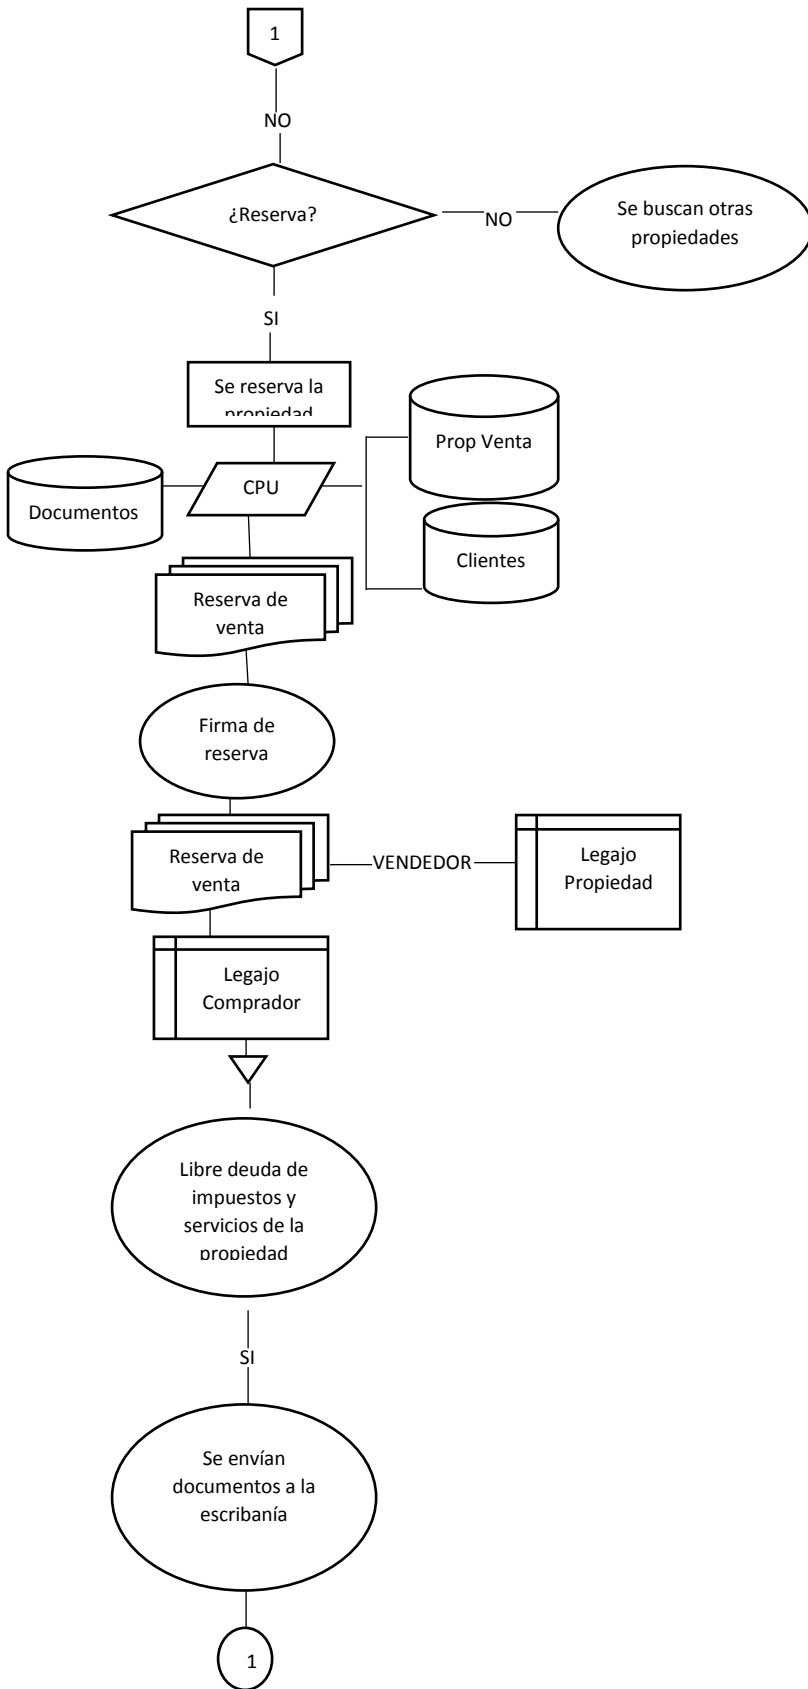 1
NO
¿Reserva?
NO
Se buscan otras
propiedades
SI
Se reserva la
propiedad
Prop Venta
CPU
Documentos
Clientes
Reserva de
venta
Firma de
reserva
Reserva de
venta
VENDEDOR
Legajo
Propiedad
Legajo
Comprador
Libre deuda de
impuestos y
servicios de la
propiedad
SI
Se envían
documentos a la
escribanía
1